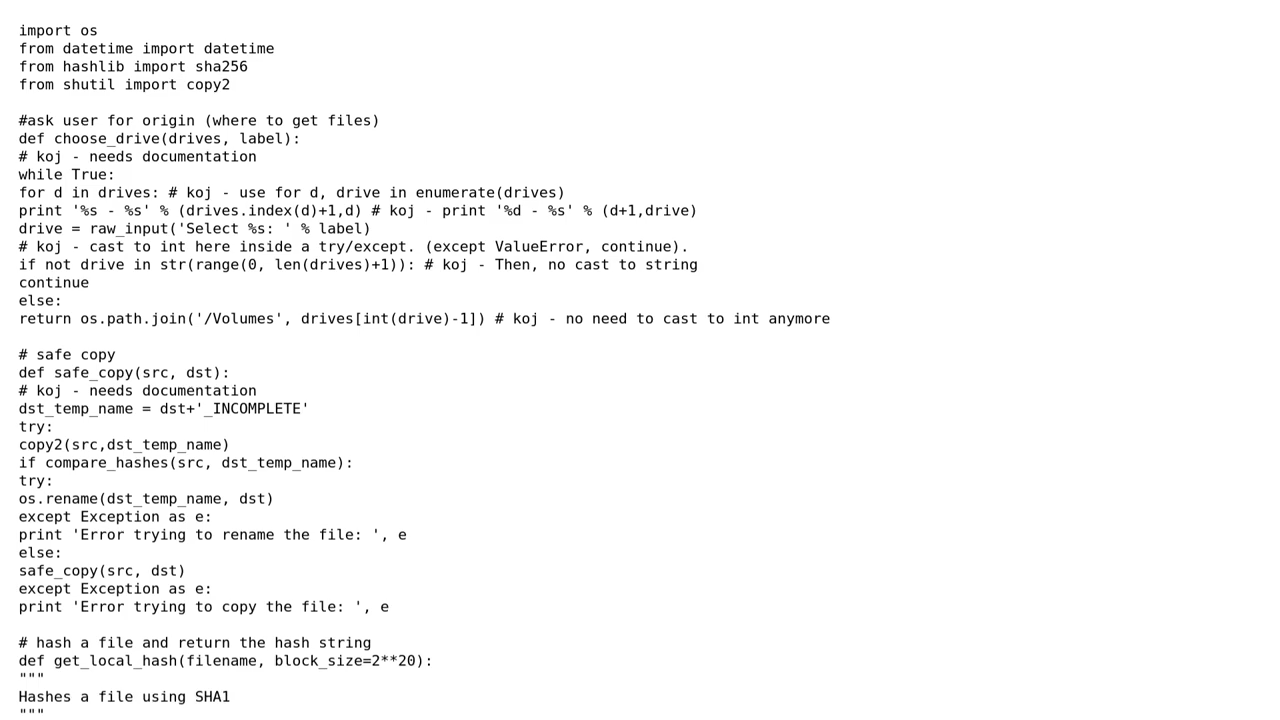 import os
from datetime import datetime
from hashlib import sha256
from shutil import copy2

#ask user for origin (where to get files)
def choose_drive(drives, label):
# koj - needs documentation
while True:
for d in drives: # koj - use for d, drive in enumerate(drives)
print '%s - %s' % (drives.index(d)+1,d) # koj - print '%d - %s' % (d+1,drive)
drive = raw_input('Select %s: ' % label)
# koj - cast to int here inside a try/except. (except ValueError, continue).
if not drive in str(range(0, len(drives)+1)): # koj - Then, no cast to string
continue
else:
return os.path.join('/Volumes', drives[int(drive)-1]) # koj - no need to cast to int anymore

# safe copy
def safe_copy(src, dst):
# koj - needs documentation
dst_temp_name = dst+'_INCOMPLETE'
try:
copy2(src,dst_temp_name)
if compare_hashes(src, dst_temp_name):
try:
os.rename(dst_temp_name, dst)
except Exception as e:
print 'Error trying to rename the file: ', e
else:
safe_copy(src, dst)
except Exception as e:
print 'Error trying to copy the file: ', e

# hash a file and return the hash string
def get_local_hash(filename, block_size=2**20):
"""
Hashes a file using SHA1
"""